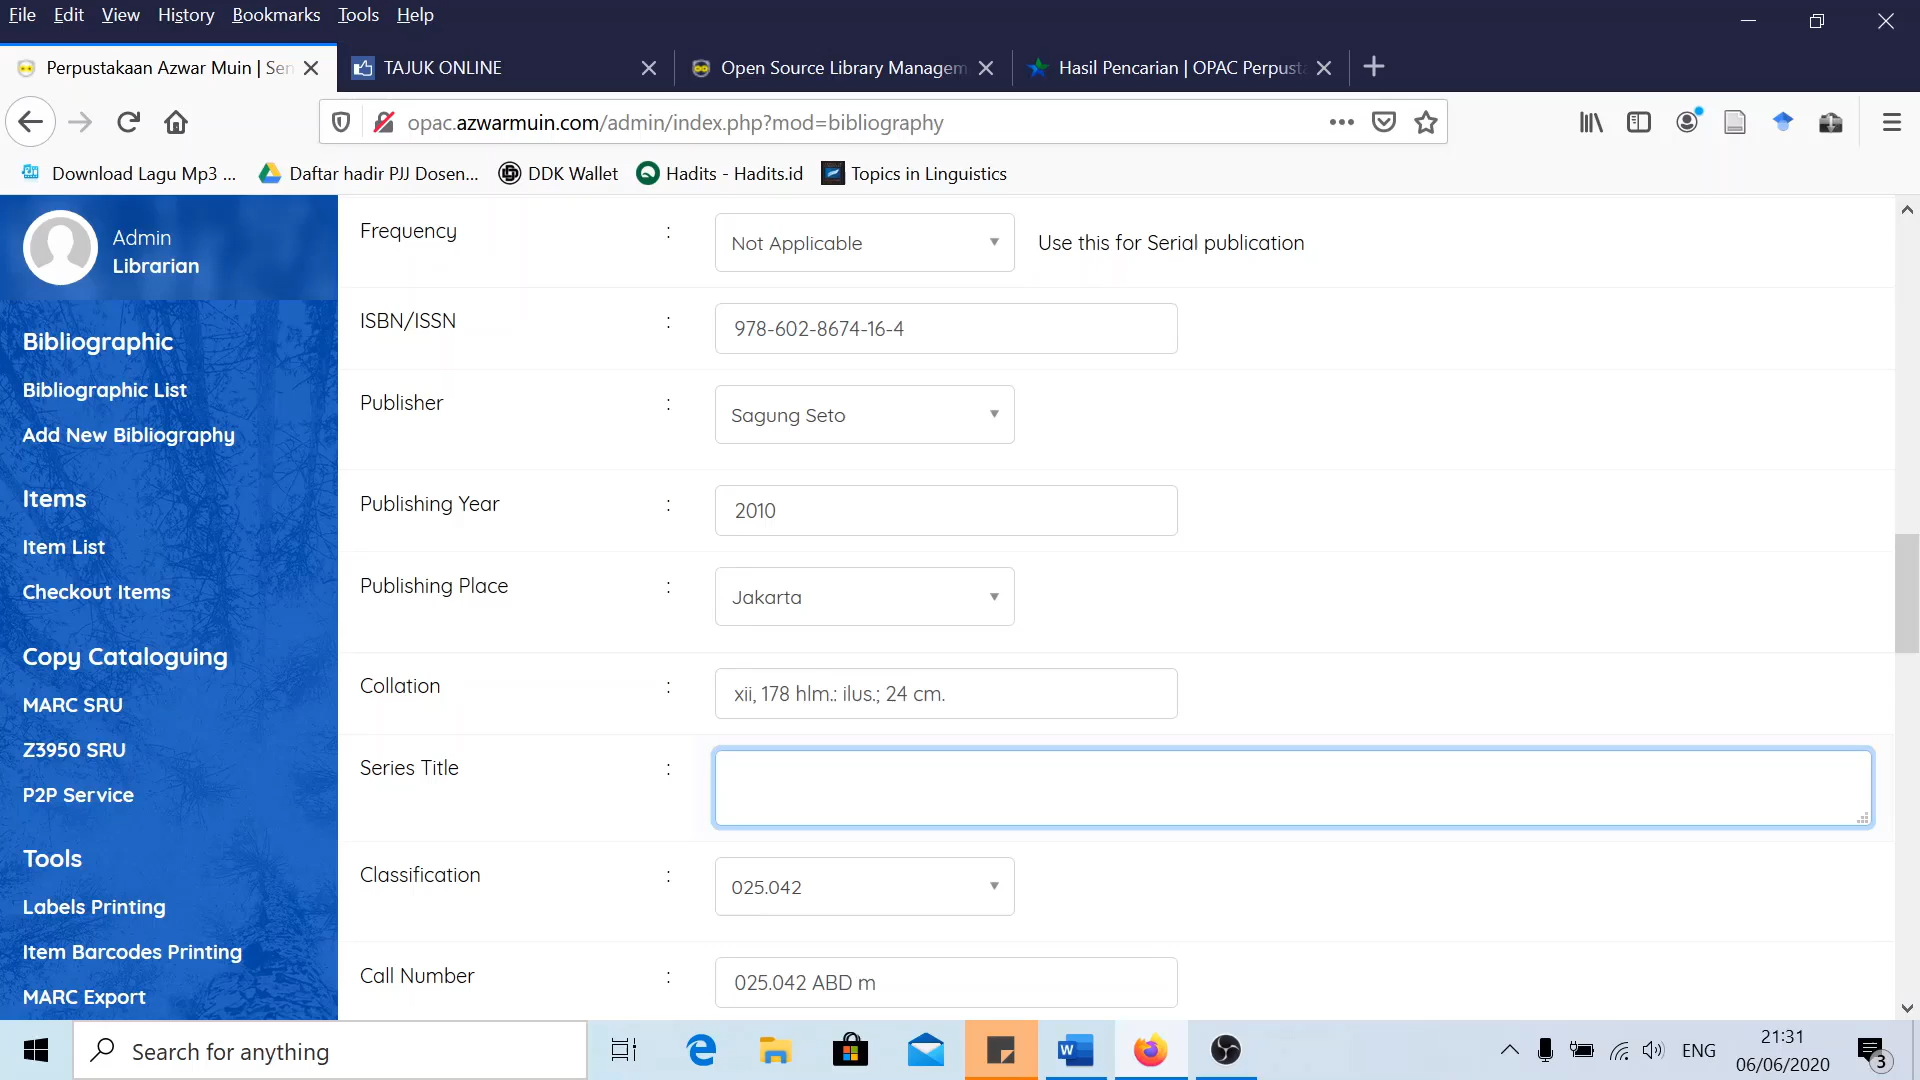 File Edit View History Bookmarks Tools Help
Perpustakaan Azwar Muin | Sen
TAJUK ONLINE
Open Source Library Managem
Hasil Pencarian | OPAC Perpust
opac.azwarmuin.com/admin/index.php?mod=bibliography
Download Lagu Mp3 ...
Daftar hadir PJJ Dosen...
DDK Wallet
Hadits - Hadits.id
Topics in Linguistics
Admin
Librarian
Bibliographic
Bibliographic List
Add New Bibliography
Items
Item List
Checkout Items
Copy Cataloguing
MARC SRU
Z3950 SRU
P2P Service
Tools
Labels Printing
Item Barcodes Printing
MARC Export
Frequency : Not Applicable Use this for Serial publication
ISBN/ISSN : 978-602-8674-16-4
Publisher : Sagung Seto
Publishing Year : 2010
Publishing Place : Jakarta
Collation : xii, 178 hlm.: ilus.; 24 cm.
Series Title :
Classification : 025.042
Call Number : 025.042 ABD m
Search for anything
ENG
21:31
06/06/2020
3